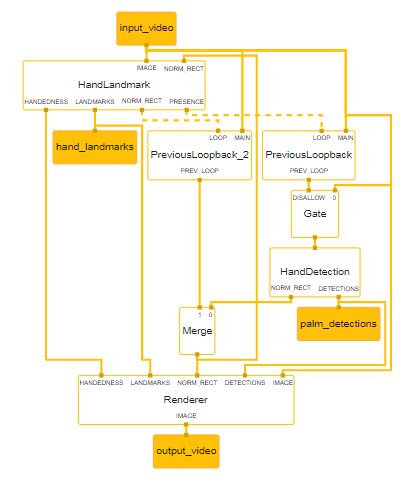 input_video
IMAGE NORM_RECT
HandLandmark
HANDEDNESS LANDMARKS NORM_RECT PRESENCE
hand_landmarks
LOOP MAIN
PreviousLoopback_2
PREV_LOOP
LOOP MAIN
PreviousLoopback
PREV_LOOP
DISALLOW 0
Gate
HandDetection
NORM_RECT DETECTIONS
palm_detections
1 0
Merge
HANDEDNESS LANDMARKS NORM_RECT DETECTIONS IMAGE
Renderer
IMAGE
output_video